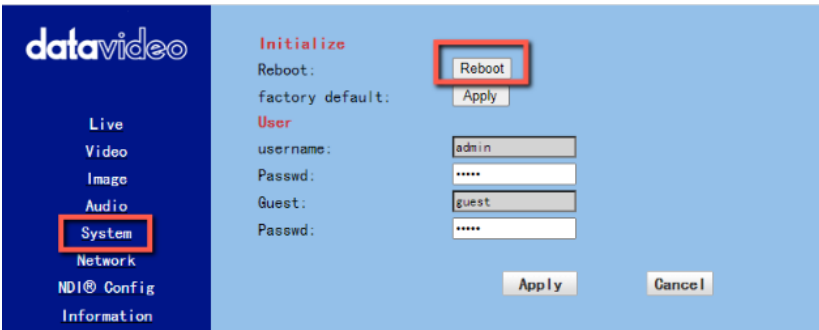 datavideo
Live
Video
Image
Audio
System
Network
NDI® Config
Information
Initialize
Reboot: Reboot
factory default: Apply
User
username: admin
Passwd: •••••
Guest: guest
Passwd: •••••
Apply Cancel